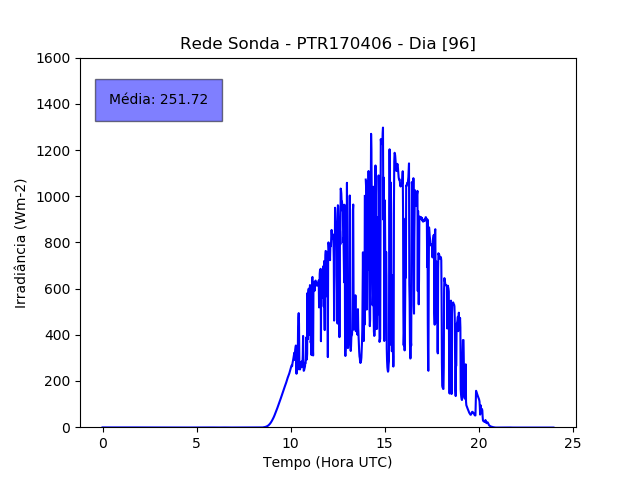 Rede Sonda - PTR170406 - Dia [96]
1600
1400
1200
1000
800
600
400
200
0
Média: 251.72
Irradiância (Wm-2)
0 5 10 15 20 25
Tempo (Hora UTC)